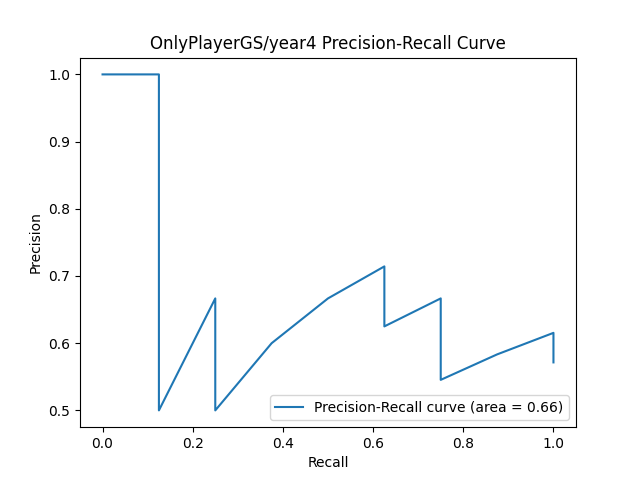 OnlyPlayerGS/year4 Precision-Recall Curve
1.0
0.9
0.8
0.7
0.6
0.5
Precision
Precision-Recall curve (area = 0.66)
0.0 0.2 0.4 0.6 0.8 1.0
Recall